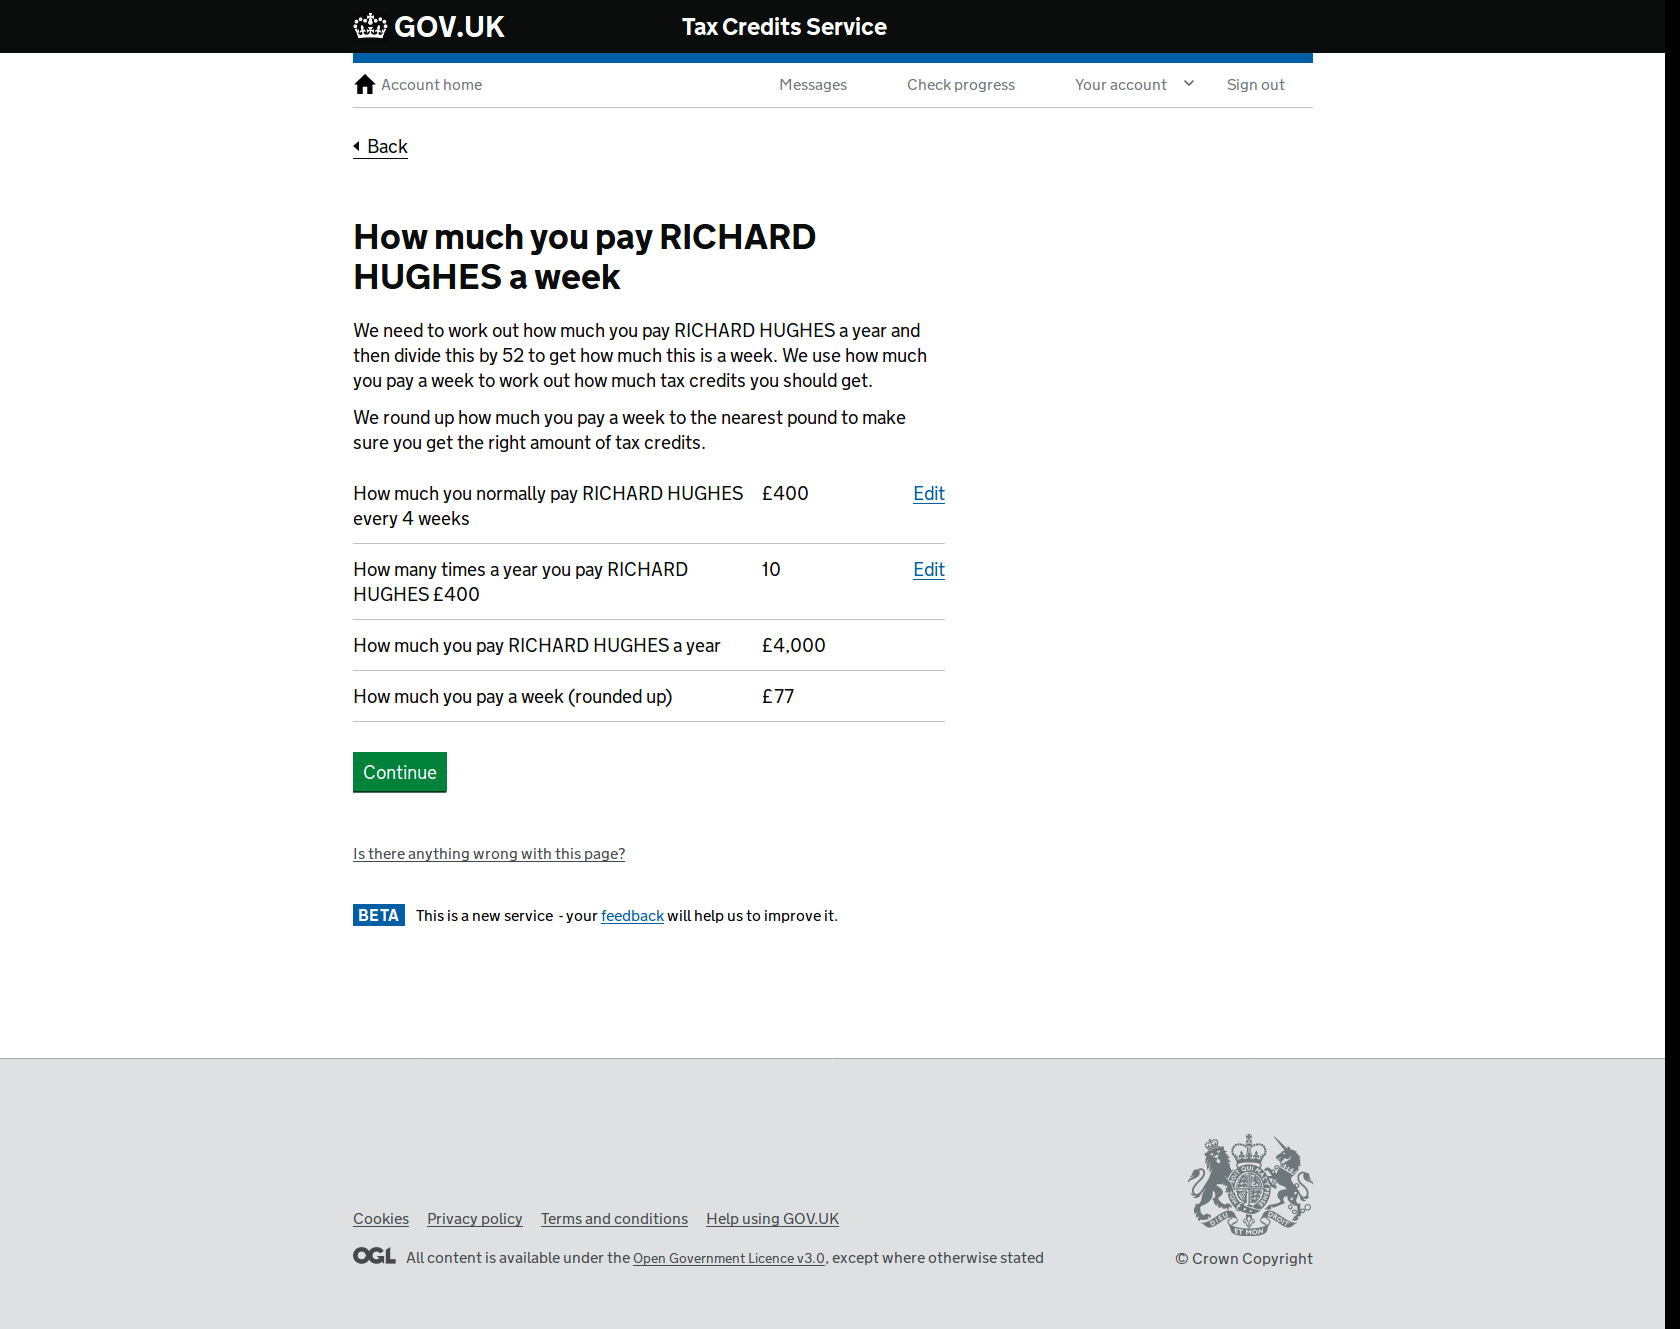 GOV.UK Tax Credits Service
Account home Messages Check progress Your account Sign out
Back
How much you pay RICHARD
HUGHES a week
We need to work out how much you pay RICHARD HUGHES a year and
then divide this by 52 to get how much this is a week. We use how much
you pay a week to work out how much tax credits you should get.
We round up how much you pay a week to the nearest pound to make
sure you get the right amount of tax credits.
How much you normally pay RICHARD HUGHES £400 Edit
every 4 weeks
How many times a year you pay RICHARD 10 Edit
HUGHES £400
How much you pay RICHARD HUGHES a year £4,000
How much you pay a week (rounded up) £77
Continue
Is there anything wrong with this page?
BETA This is a new service - your feedback will help us to improve it.
Cookies Privacy policy Terms and conditions Help using GOV.UK
OGL All content is available under the Open Government Licence v3.0, except where otherwise stated
© Crown Copyright